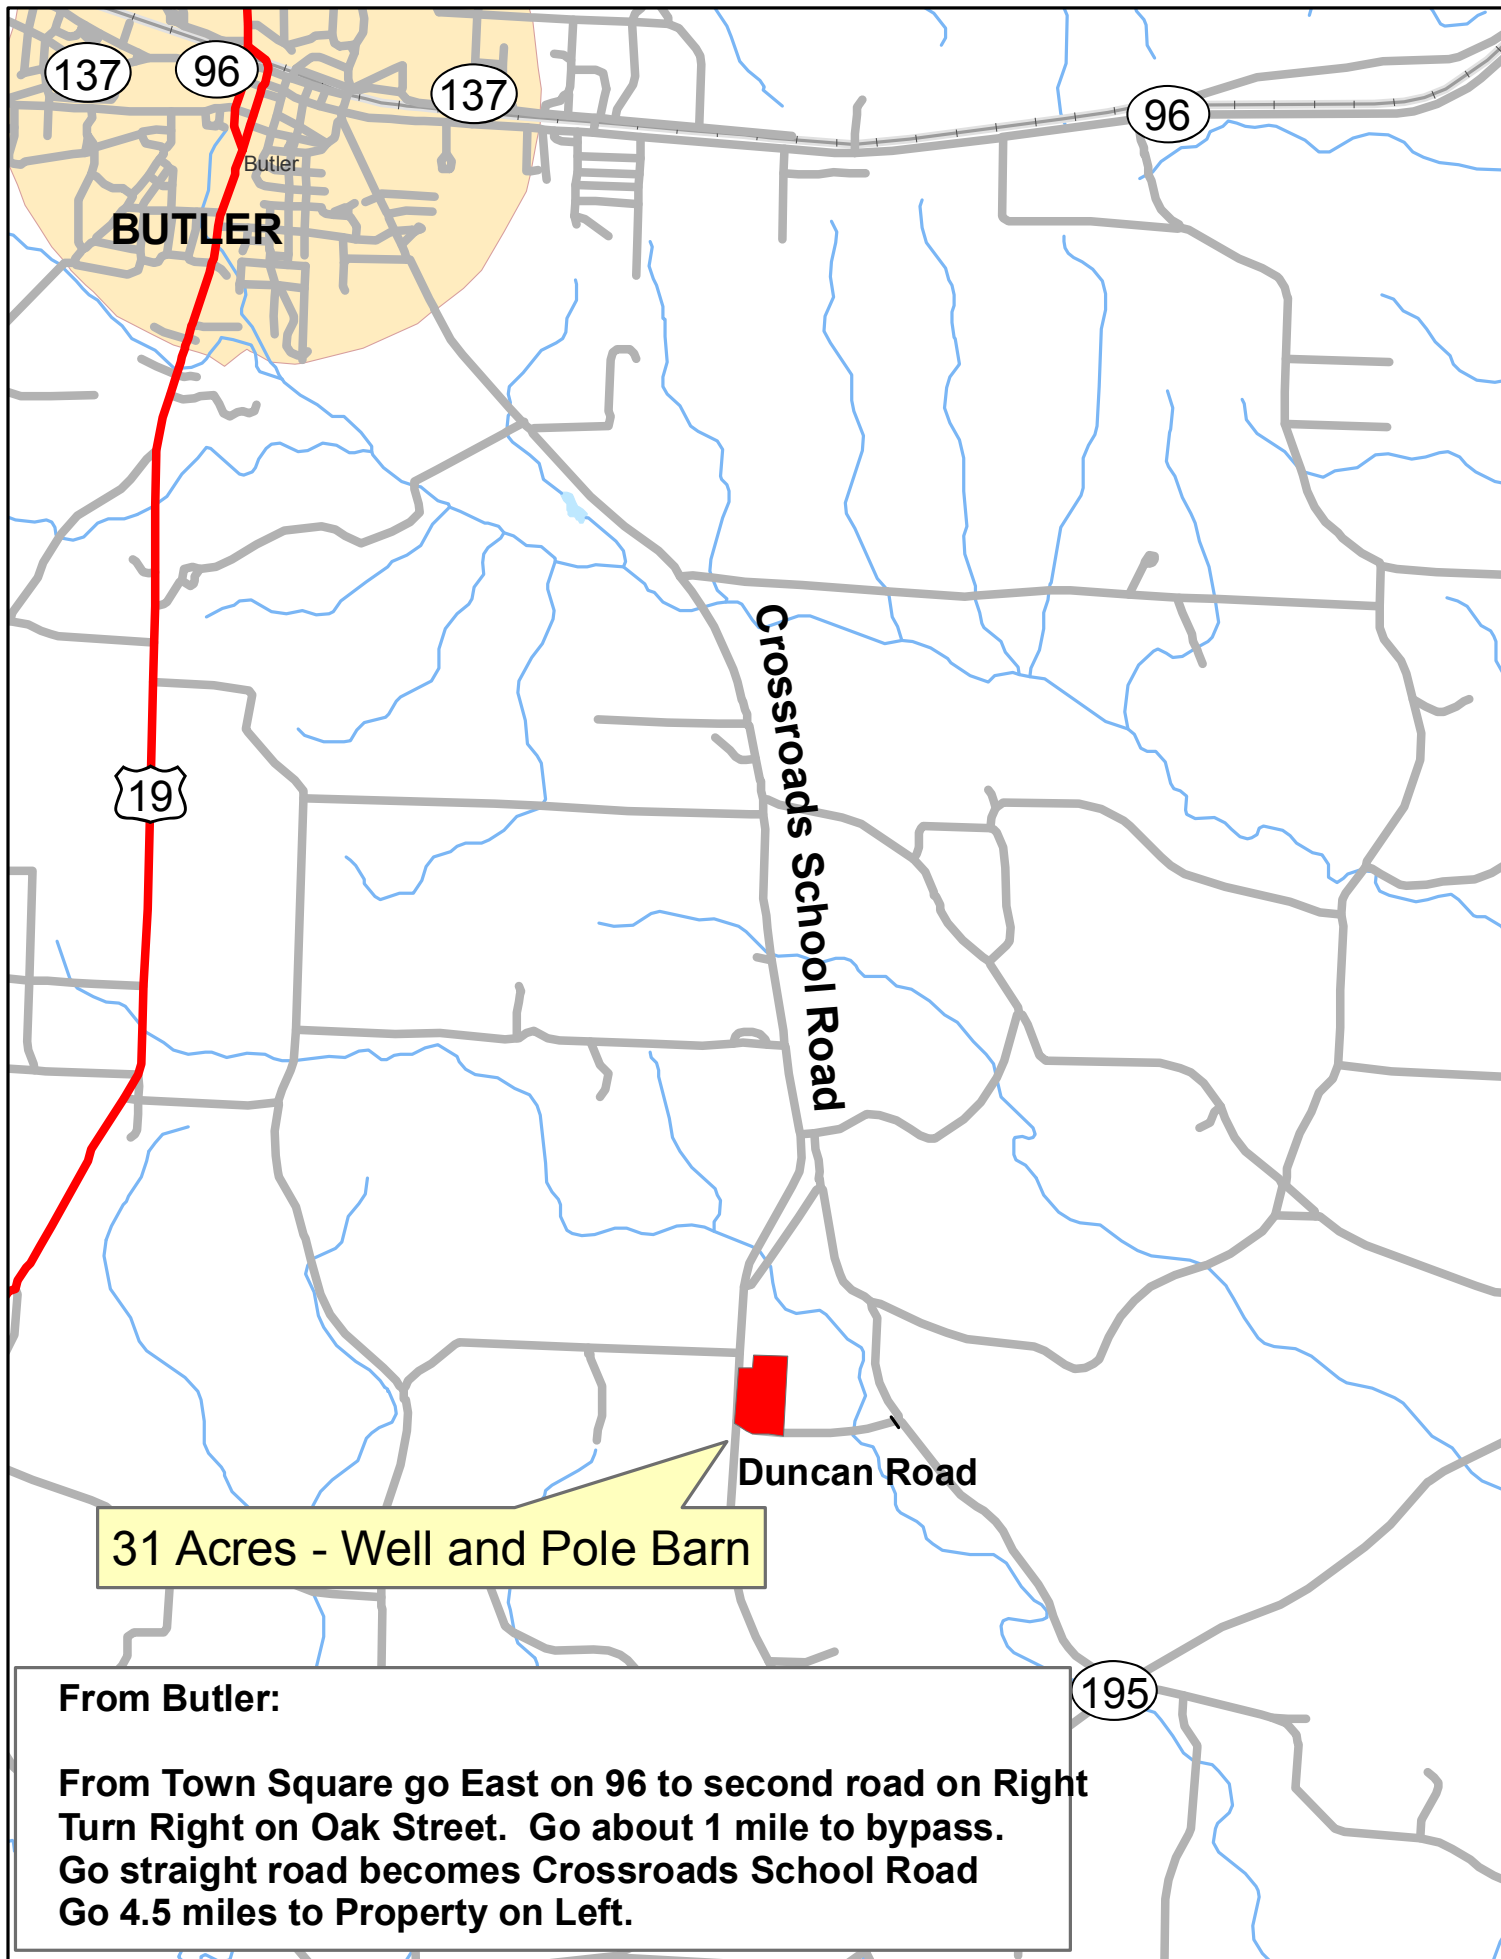 137
96
137
96
Butler
BUTLER
Crossroads School Road
19
Duncan Road
31 Acres - Well and Pole Barn
195
From Butler:
From Town Square go East on 96 to second road on Right
Turn Right on Oak Street.  Go about 1 mile to bypass.
Go straight road becomes Crossroads School Road
Go 4.5 miles to Property on Left.